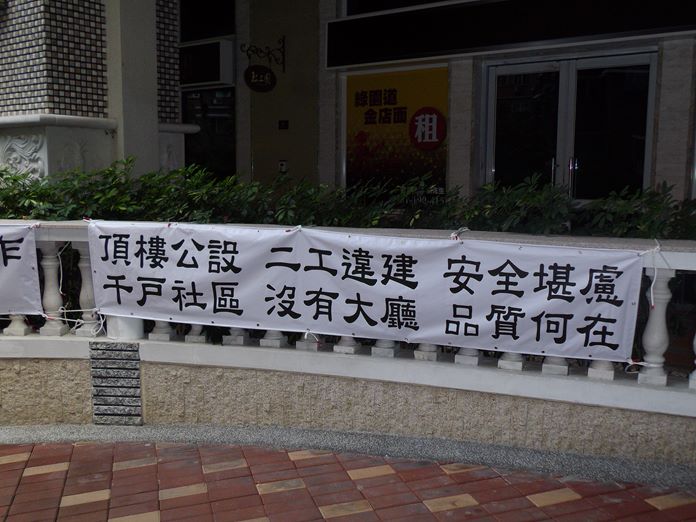 綠園道
金店面
租
作
頂樓公設 二工違建 安全堪慮
千戶社區 沒有大廳 品質何在